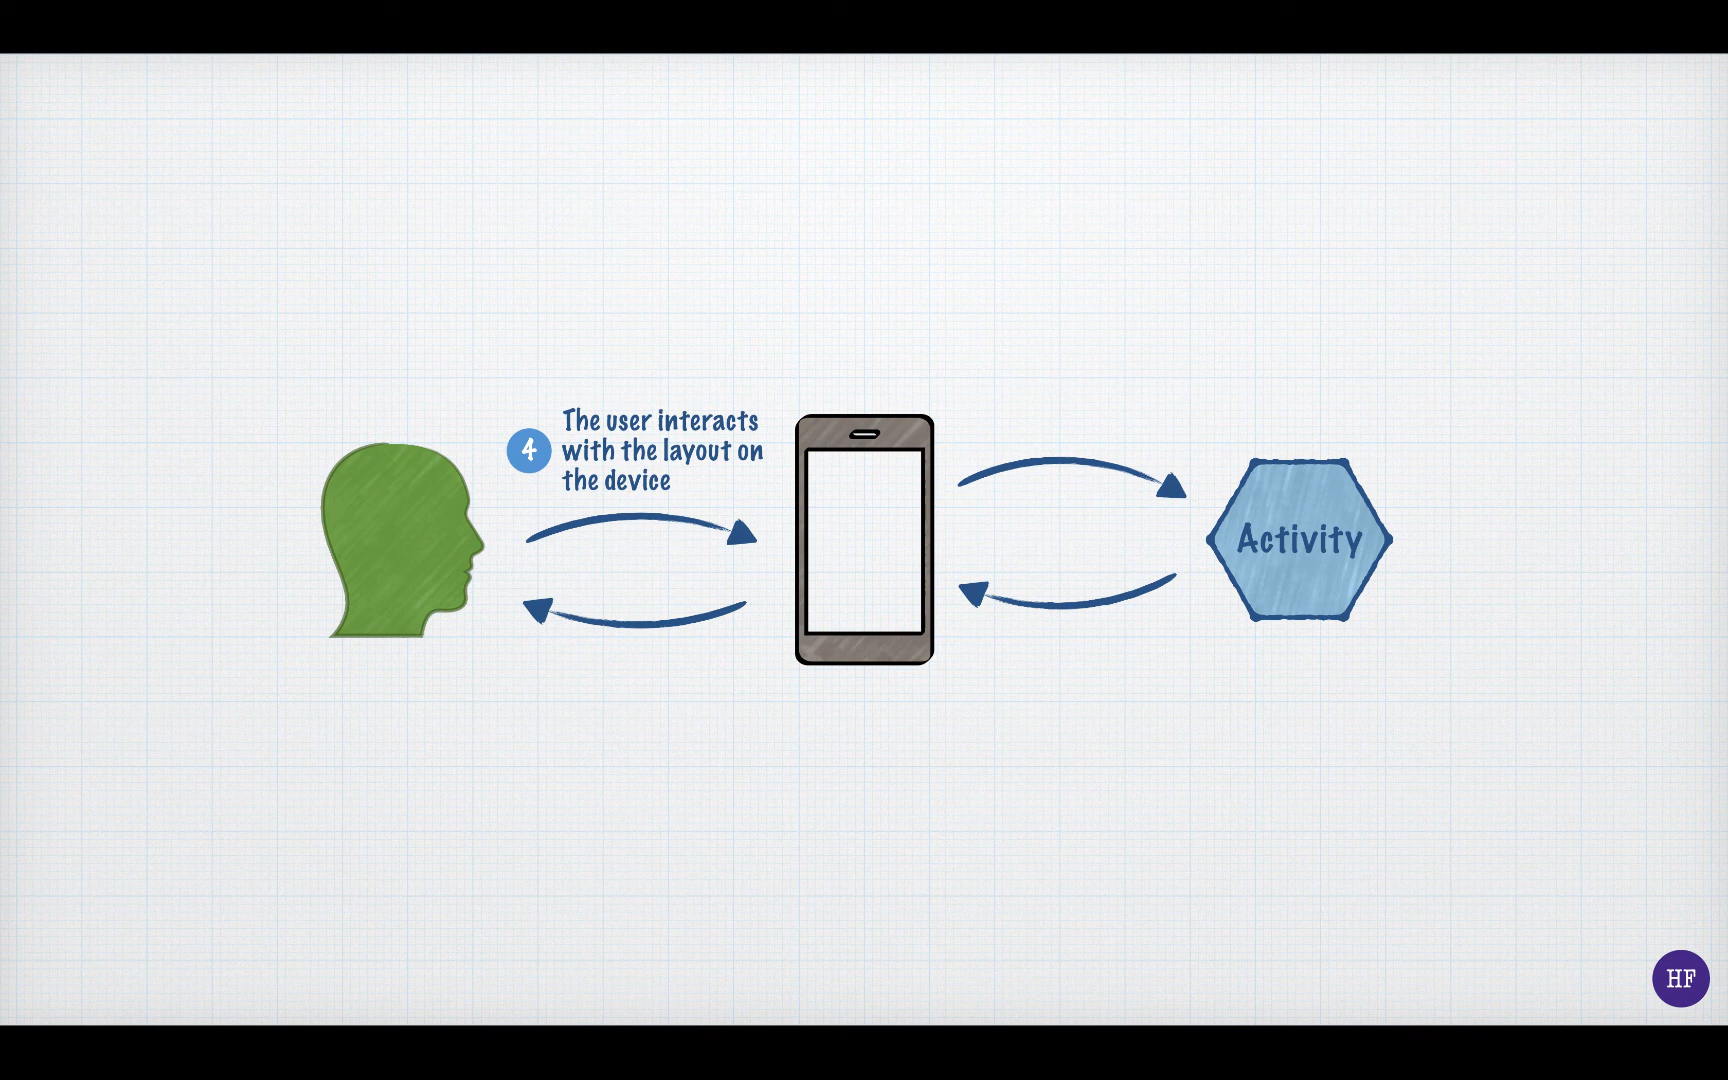 The user interacts
4 with the layout on
the device
Activity
HF